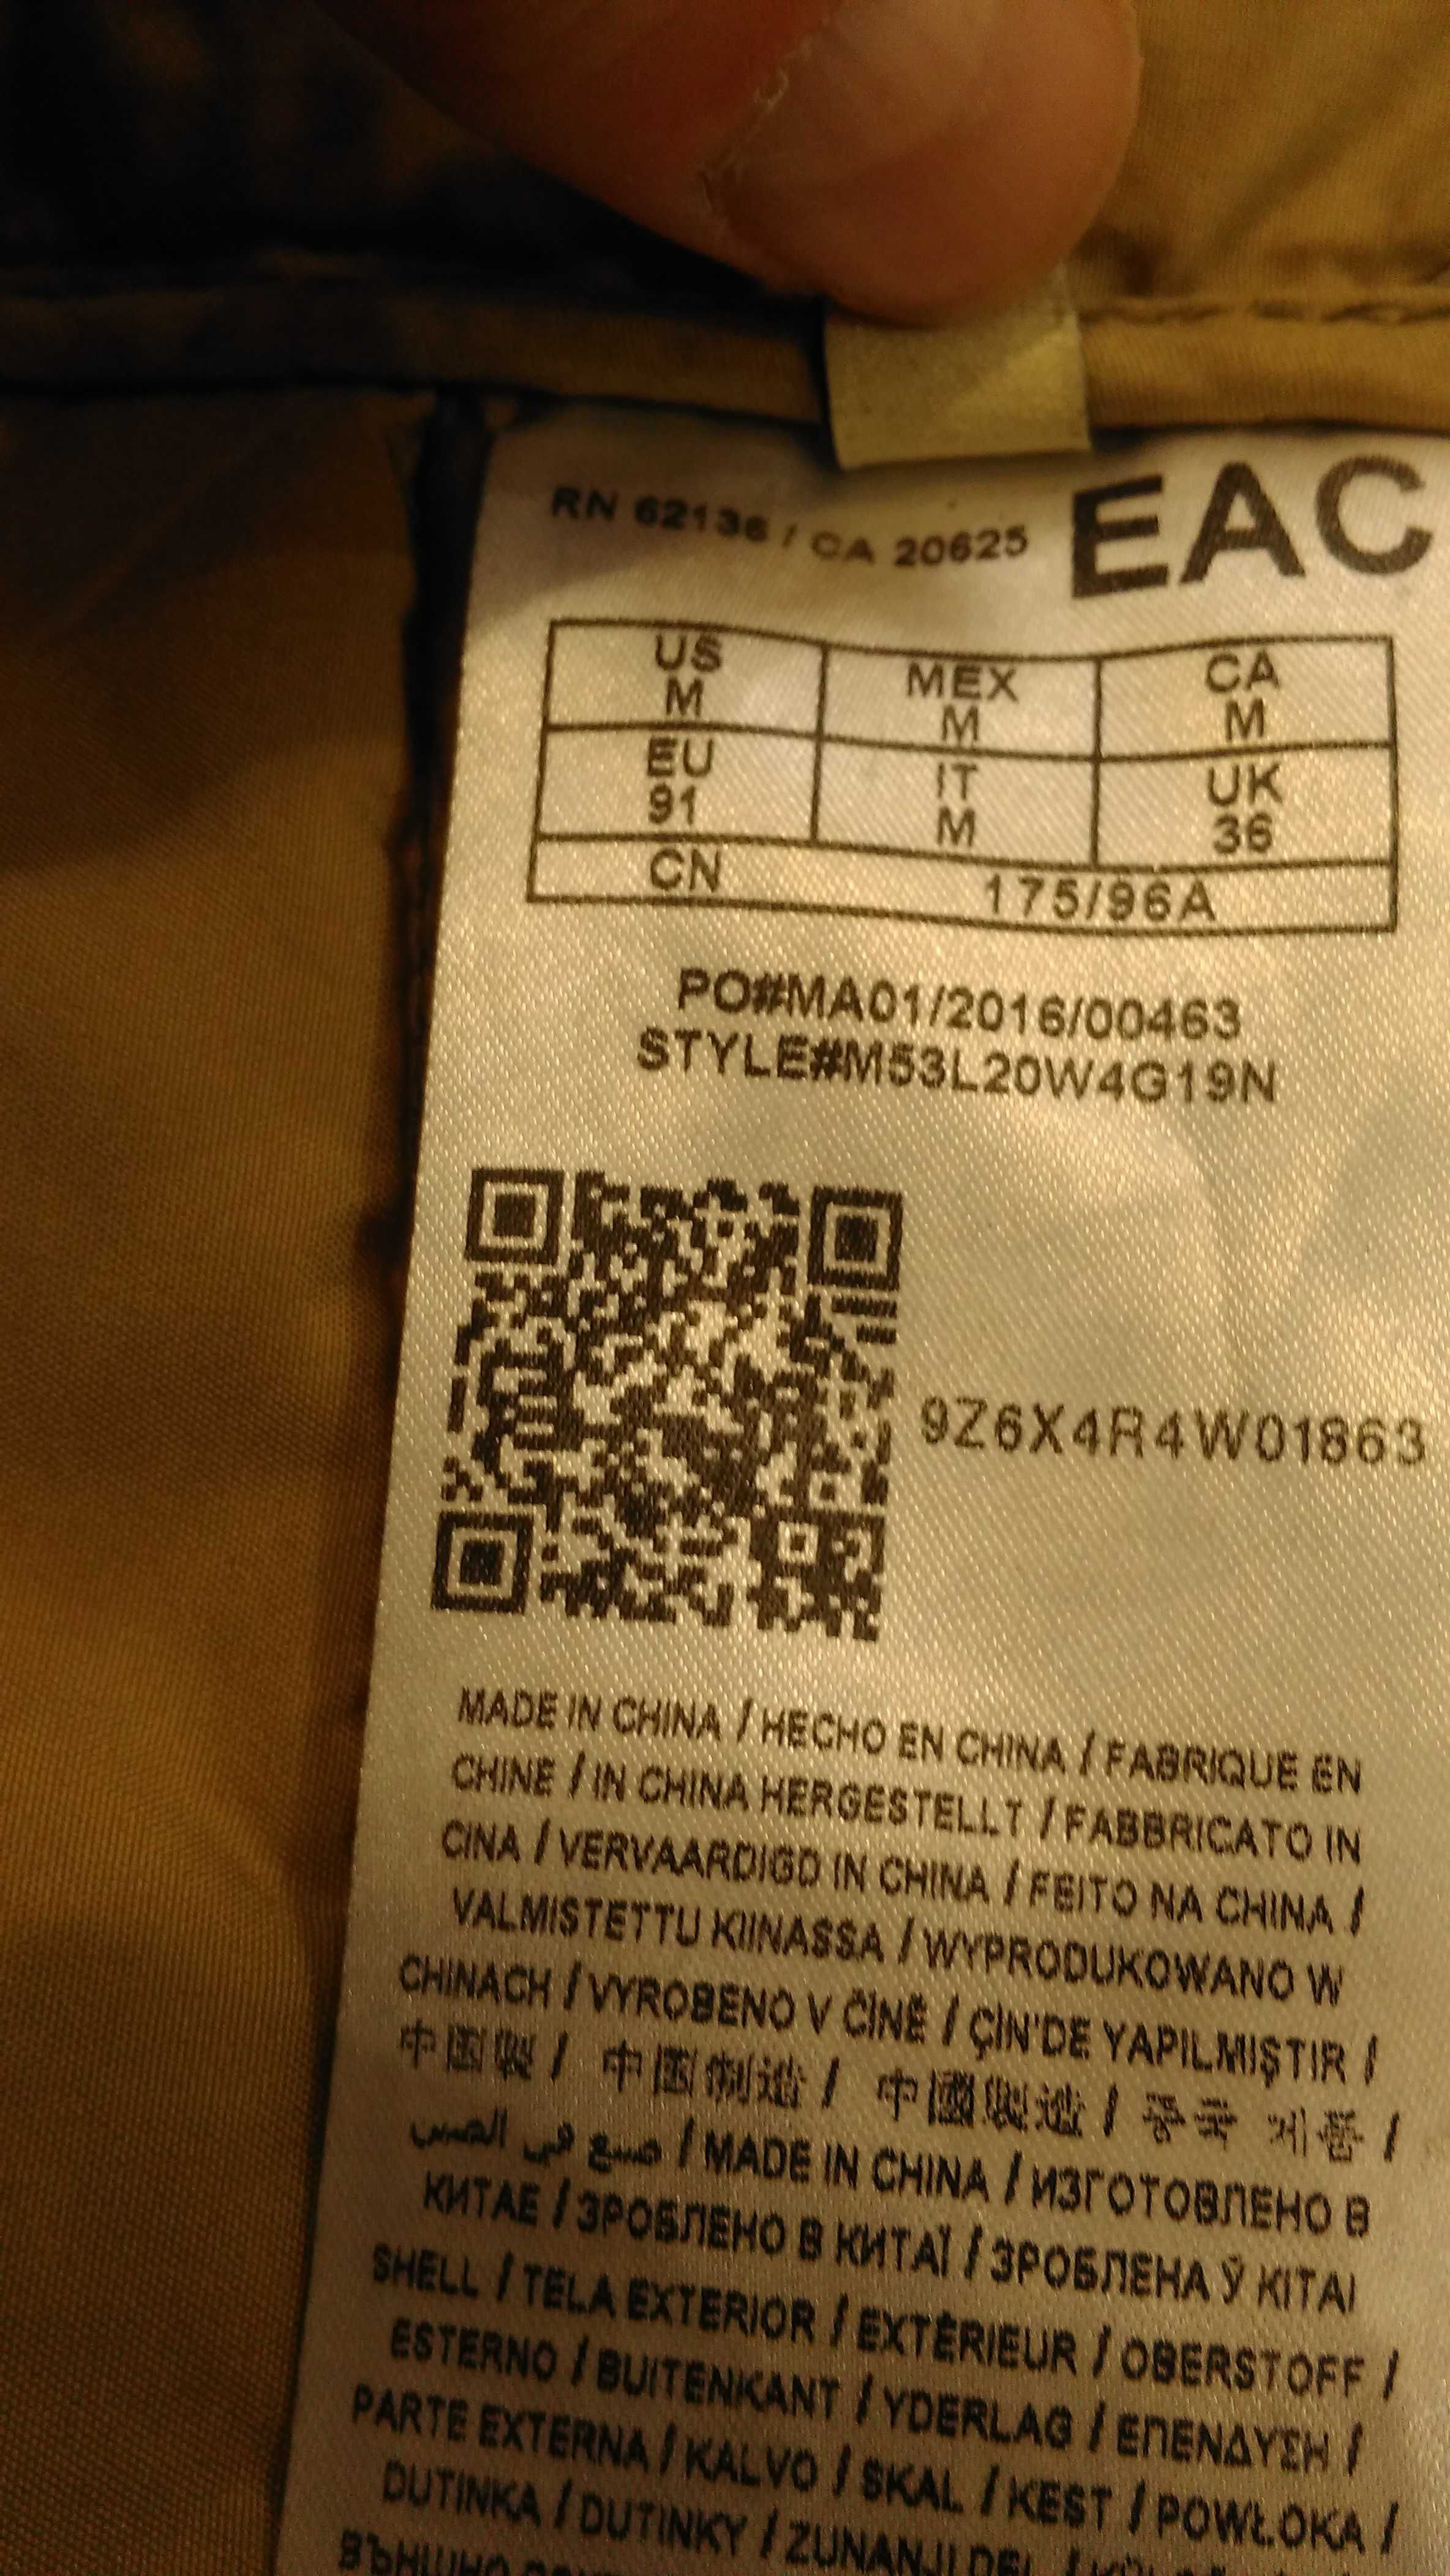 RN 62136 / CA 20625
EAC
US MEX CA
M M M
EU IT UK
91 M 36
CN 175/96A
PO#MA01/2016/00463
STYLE#M53L20W4G19N
9Z6X4R4W01863
MADE IN CHINA / HECHO EN CHINA / FABRIQUE EN
CHINE / IN CHINA HERGESTELLT / FABBRICATO IN
CINA / VERVAARDIGD IN CHINA / FEITO NA CHINA /
VALMISTETTU KIINASSA / WYPRODUKOWANO W
CHINACH / VYROBENO V ČÍNĚ / ÇİN'DE YAPILMIŞTIR /
中国製 / 中国制造 / 中國製造 / 중국 제품 /
صنع في الصين / MADE IN CHINA / ИЗГОТОВЛЕНО В
КИТАЕ / ЗРОБЛЕНО В КИТАЇ / ЗРОБЛЕНА Ў КІТАІ
SHELL / TELA EXTERIOR / EXTÉRIEUR / OBERSTOFF /
ESTERNO / BUITENKANT / YDERLAG / ΕΠΕΝΔΥΣΗ /
PARTE EXTERNA / KALVO / SKAL / KEST / POWŁOKA /
DUTINKA / DUTINKY / ZUNANJI DEL /
ВЪНШНО